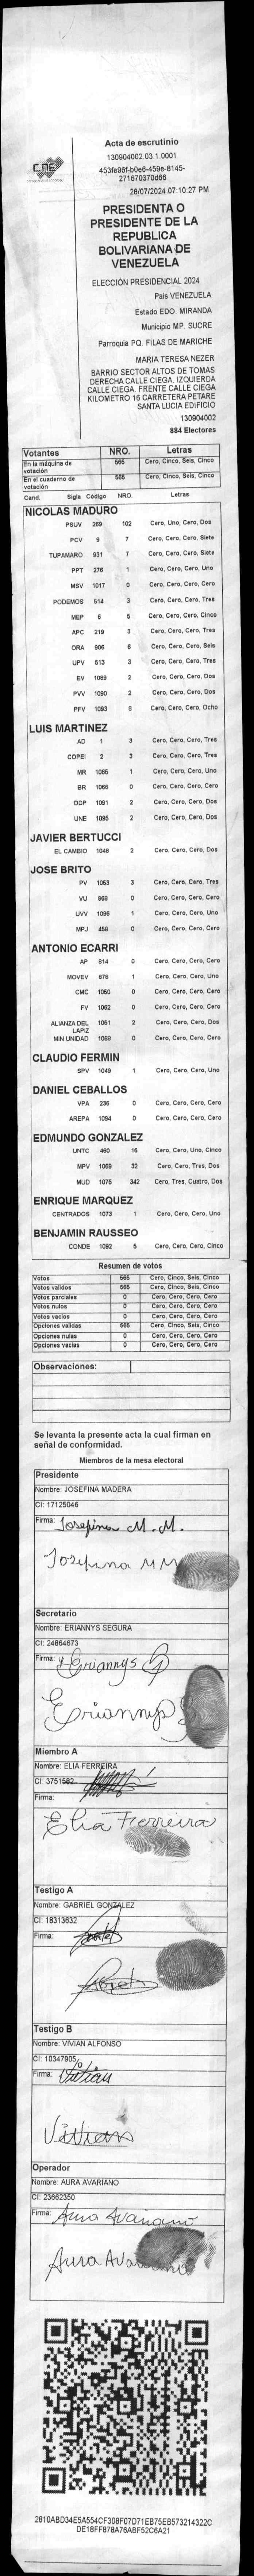 CNE
Acta de escrutinio
130904002.03.1.0001
453fe96f-b0e6-459e-8145-
271670370d66
28/07/2024 07:10:27 PM
PRESIDENTA O
PRESIDENTE DE LA
REPUBLICA
BOLIVARIANA DE
VENEZUELA
ELECCIÓN PRESIDENCIAL 2024
Pais VENEZUELA
Estado EDO. MIRANDA
Municipio MP. SUCRE
Parroquia PQ. FILAS DE MARICHE
MARIA TERESA NEZER
BARRIO SECTOR ALTOS DE TOMAS
DERECHA CALLE CIEGA. IZQUIERDA
CALLE CIEGA. FRENTE CALLE CIEGA
KILOMETRO 16 CARRETERA PETARE
SANTA LUCIA EDIFICIO
130904002
884 Electores
Votantes NRO. Letras
En la máquina de votación 565 Cero, Cinco, Seis, Cinco
En el cuaderno de votación 565 Cero, Cinco, Seis, Cinco
Cand. Sigla Código NRO. Letras
NICOLAS MADURO
PSUV 269 102 Cero, Uno, Cero, Dos
PCV 9 7 Cero, Cero, Cero, Siete
TUPAMARO 931 7 Cero, Cero, Cero, Siete
PPT 276 1 Cero, Cero, Cero, Uno
MSV 1017 0 Cero, Cero, Cero, Cero
PODEMOS 514 3 Cero, Cero, Cero, Tres
MEP 6 5 Cero, Cero, Cero, Cinco
APC 219 3 Cero, Cero, Cero, Tres
ORA 906 6 Cero, Cero, Cero, Seis
UPV 513 3 Cero, Cero, Cero, Tres
EV 1089 2 Cero, Cero, Cero, Dos
PVV 1090 2 Cero, Cero, Cero, Dos
PFV 1093 8 Cero, Cero, Cero, Ocho
LUIS MARTINEZ
AD 1 3 Cero, Cero, Cero, Tres
COPEI 2 3 Cero, Cero, Cero, Tres
MR 1065 1 Cero, Cero, Cero, Uno
BR 1066 0 Cero, Cero, Cero, Cero
DDP 1091 2 Cero, Cero, Cero, Dos
UNE 1095 2 Cero, Cero, Cero, Dos
JAVIER BERTUCCI
EL CAMBIO 1048 2 Cero, Cero, Cero, Dos
JOSE BRITO
PV 1053 3 Cero, Cero, Cero, Tres
VU 968 0 Cero, Cero, Cero, Cero
UVV 1096 1 Cero, Cero, Cero, Uno
MPJ 458 0 Cero, Cero, Cero, Cero
ANTONIO ECARRI
AP 814 0 Cero, Cero, Cero, Cero
MOVEV 978 1 Cero, Cero, Cero, Uno
CMC 1050 0 Cero, Cero, Cero, Cero
FV 1062 0 Cero, Cero, Cero, Cero
ALIANZA DEL LAPIZ 1051 2 Cero, Cero, Cero, Dos
MIN UNIDAD 1068 0 Cero, Cero, Cero, Cero
CLAUDIO FERMIN
SPV 1049 1 Cero, Cero, Cero, Uno
DANIEL CEBALLOS
VPA 236 0 Cero, Cero, Cero, Cero
AREPA 1094 0 Cero, Cero, Cero, Cero
EDMUNDO GONZALEZ
UNTC 460 15 Cero, Cero, Uno, Cinco
MPV 1069 32 Cero, Cero, Tres, Dos
MUD 1075 342 Cero, Tres, Cuatro, Dos
ENRIQUE MARQUEZ
CENTRADOS 1073 1 Cero, Cero, Cero, Uno
BENJAMIN RAUSSEO
CONDE 1092 5 Cero, Cero, Cero, Cinco
Resumen de votos
Votos 565 Cero, Cinco, Seis, Cinco
Votos validos 565 Cero, Cinco, Seis, Cinco
Votos parciales 0 Cero, Cero, Cero, Cero
Votos nulos 0 Cero, Cero, Cero, Cero
Votos vacios 0 Cero, Cero, Cero, Cero
Opciones validas 565 Cero, Cinco, Seis, Cinco
Opciones nulas 0 Cero, Cero, Cero, Cero
Opciones vacias 0 Cero, Cero, Cero, Cero
Observaciones:
Se levanta la presente acta la cual firman en
señal de conformidad.
Miembros de la mesa electoral
Presidente
Nombre: JOSEFINA MADERA
CI: 17125046
Firma: Josefina M. M.
Josefina M M
Secretario
Nombre: ERIANNYS SEGURA
CI: 24864673
Firma: Eriannys S
Eriannys S
Miembro A
Nombre: ELIA FERREIRA
CI: 3751582
Firma:
Elia Ferreira
Testigo A
Nombre: GABRIEL GONZALEZ
CI: 18313632
Firma:
Testigo B
Nombre: VIVIAN ALFONSO
CI: 10347905
Firma: Vivian
Vivian
Operador
Nombre: AURA AVARIANO
CI: 23662350
Firma: Aura Avariano
Aura Avariano
2810ABD34E5A554CF308F07D71EB75EB573214322C
DE18FF878A76ABF52C6A21